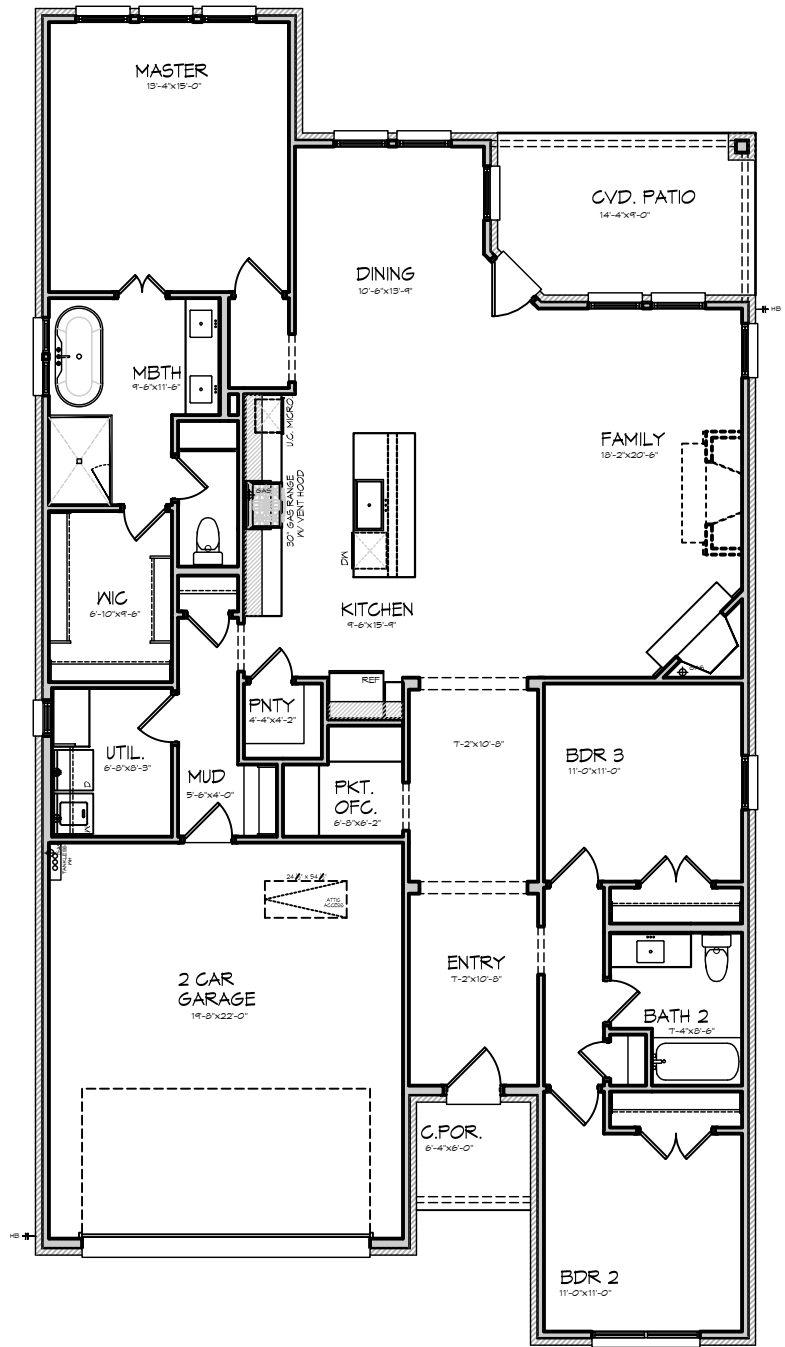 MASTER
13'-4"x15'-0"
CVD. PATIO
14'-4"x9'-0"
DINING
10'-6"x13'-9"
HB
MBTH
9'-6"x11'-6"
U.C. MICRO.
FAMILY
18'-2"x20'-6"
GAS
30" GAS RANGE
W/ VENT HOOD
DW
WIC
6'-10"x9'-6"
KITCHEN
9'-6"x15'-9"
GAS
REF
PNTY
4'-4"x4'-2"
UTIL.
6'-8"x8'-3"
7'-2"x10'-8"
BDR 3
11'-0"x11'-0"
D
W
MUD
5'-6"x4'-0"
PKT.
OFC.
6'-8"x6'-2"
TANKLESS
ATTIC
ACCESS
ENTRY
7'-2"x10'-8"
2 CAR
GARAGE
19'-8"x22'-0"
BATH 2
7'-4"x8'-6"
C.POR.
6'-4"x6'-0"
HB
BDR 2
11'-0"x11'-0"